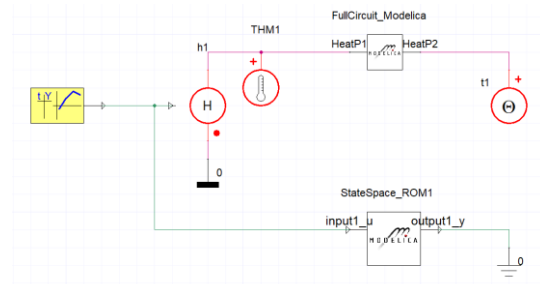 FullCircuit_Modelica
THM1
h1
HeatP1
HeatP2
MODELICA
+
t1
+
t Y
H
Θ
0
StateSpace_ROM1
input1_u
output1_y
MODELICA
0